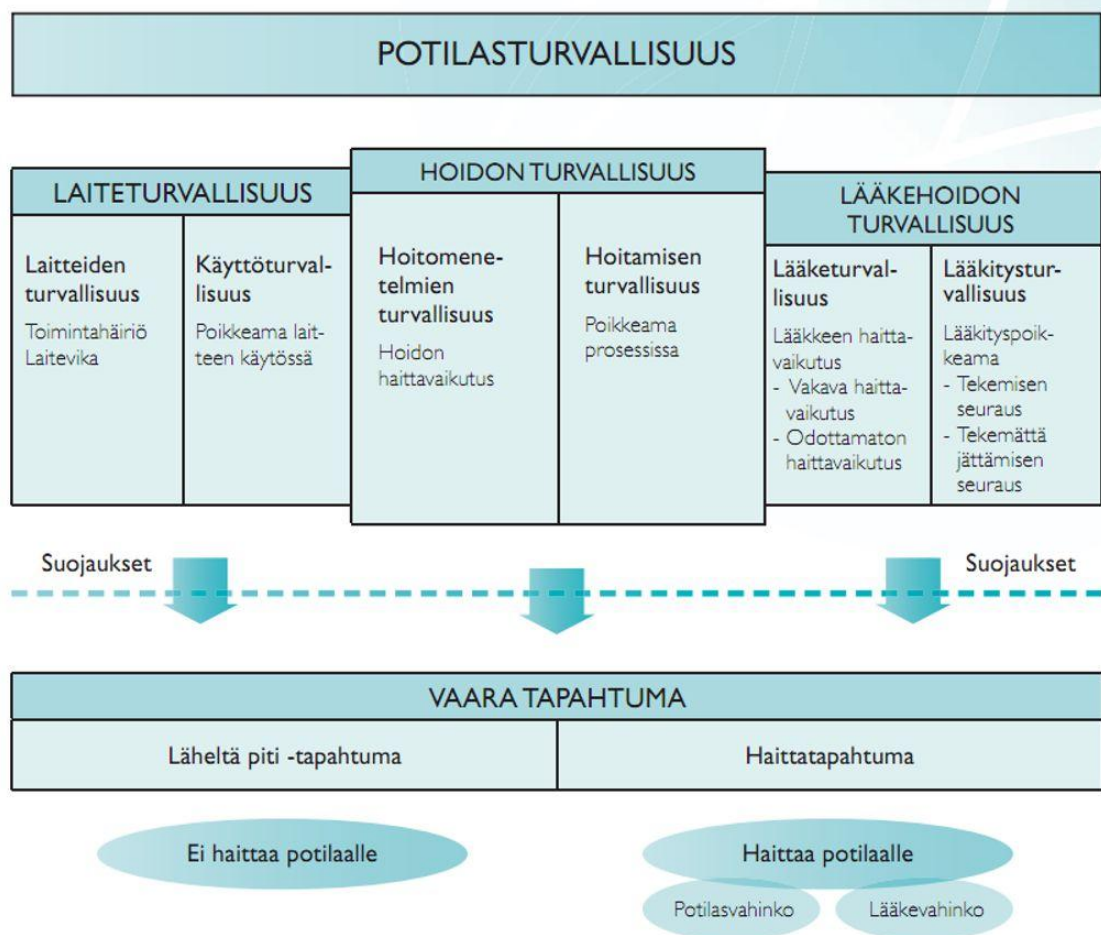 POTILASTURVALLISUUS
LAITETURVALLISUUS
Laitteiden
turvallisuus
Toimintahäiriö
Laitevika
Käyttöturval-
lisuus
Poikkeama lait-
teen käytössä
HOIDON TURVALLISUUS
Hoitomene-
telmien
turvallisuus
Hoidon
haittavaikutus
Hoitamisen
turvallisuus
Poikkeama
prosessissa
LÄÄKEHOIDON
TURVALLISUUS
Lääketurval-
lisuus
Lääkkeen haitta-
vaikutus
- Vakava haitta-
vaikutus
- Odottamaton
haittavaikutus
Lääkitystur-
vallisuus
Lääkityspoik-
keama
- Tekemisen
seuraus
- Tekemättä
jättämisen
seuraus
Suojaukset
Suojaukset
VAARA TAPAHTUMA
Läheltä piti -tapahtuma
Haittatapahtuma
Ei haittaa potilaalle
Haittaa potilaalle
Potilasvahinko
Lääkevahinko